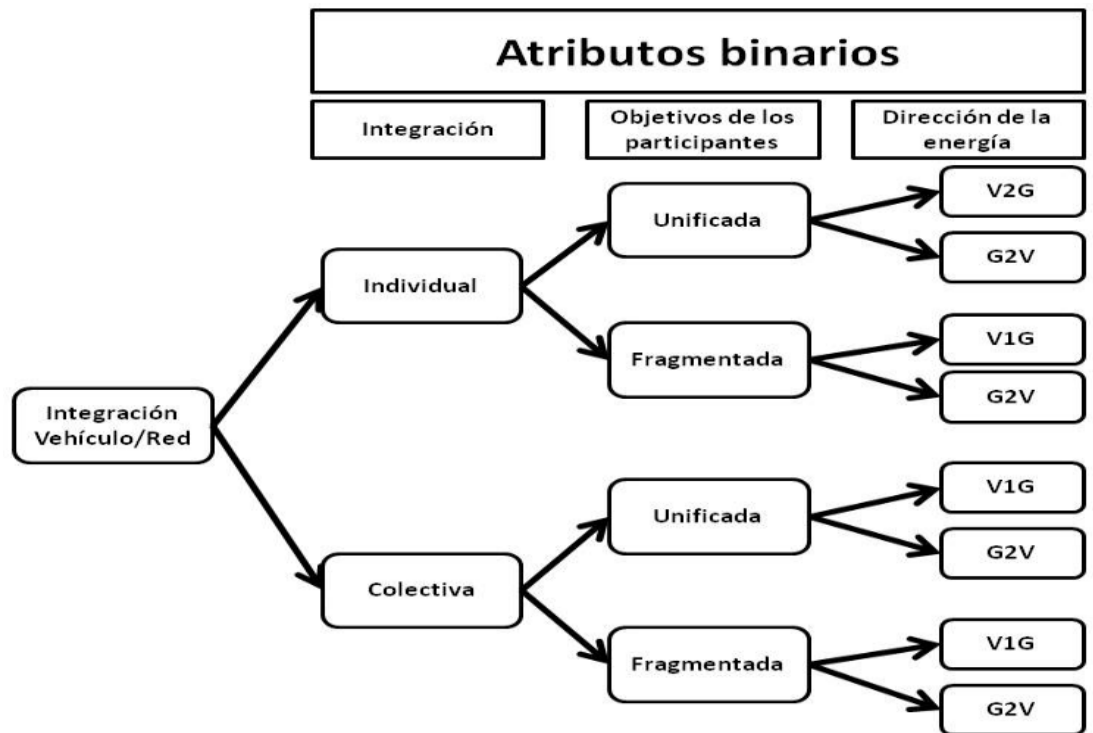 Atributos binarios
Integración
Objetivos de los
participantes
Dirección de la
energía
V2G
Unificada
G2V
Individual
V1G
Fragmentada
G2V
Integración
Vehículo/Red
V1G
Unificada
G2V
Colectiva
V1G
Fragmentada
G2V